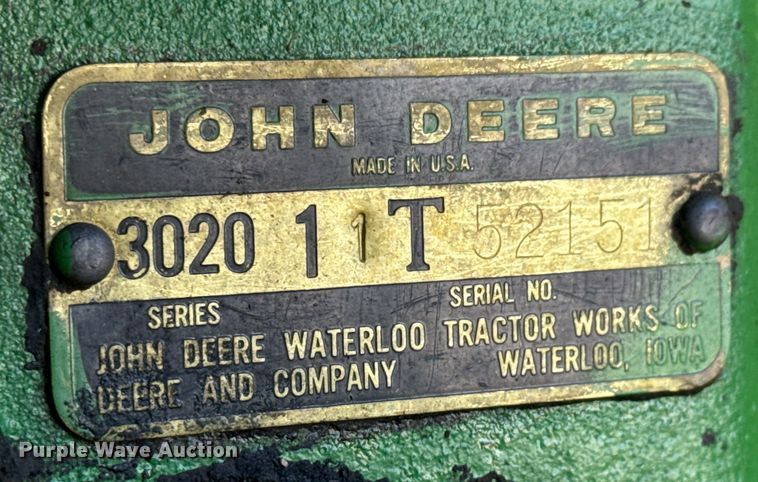 JOHN DEERE
MADE IN U.S.A.
3020 1 1 T 52151
SERIES SERIAL NO.
JOHN DEERE WATERLOO TRACTOR WORKS OF
DEERE AND COMPANY WATERLOO, IOWA
Purple Wave Auction